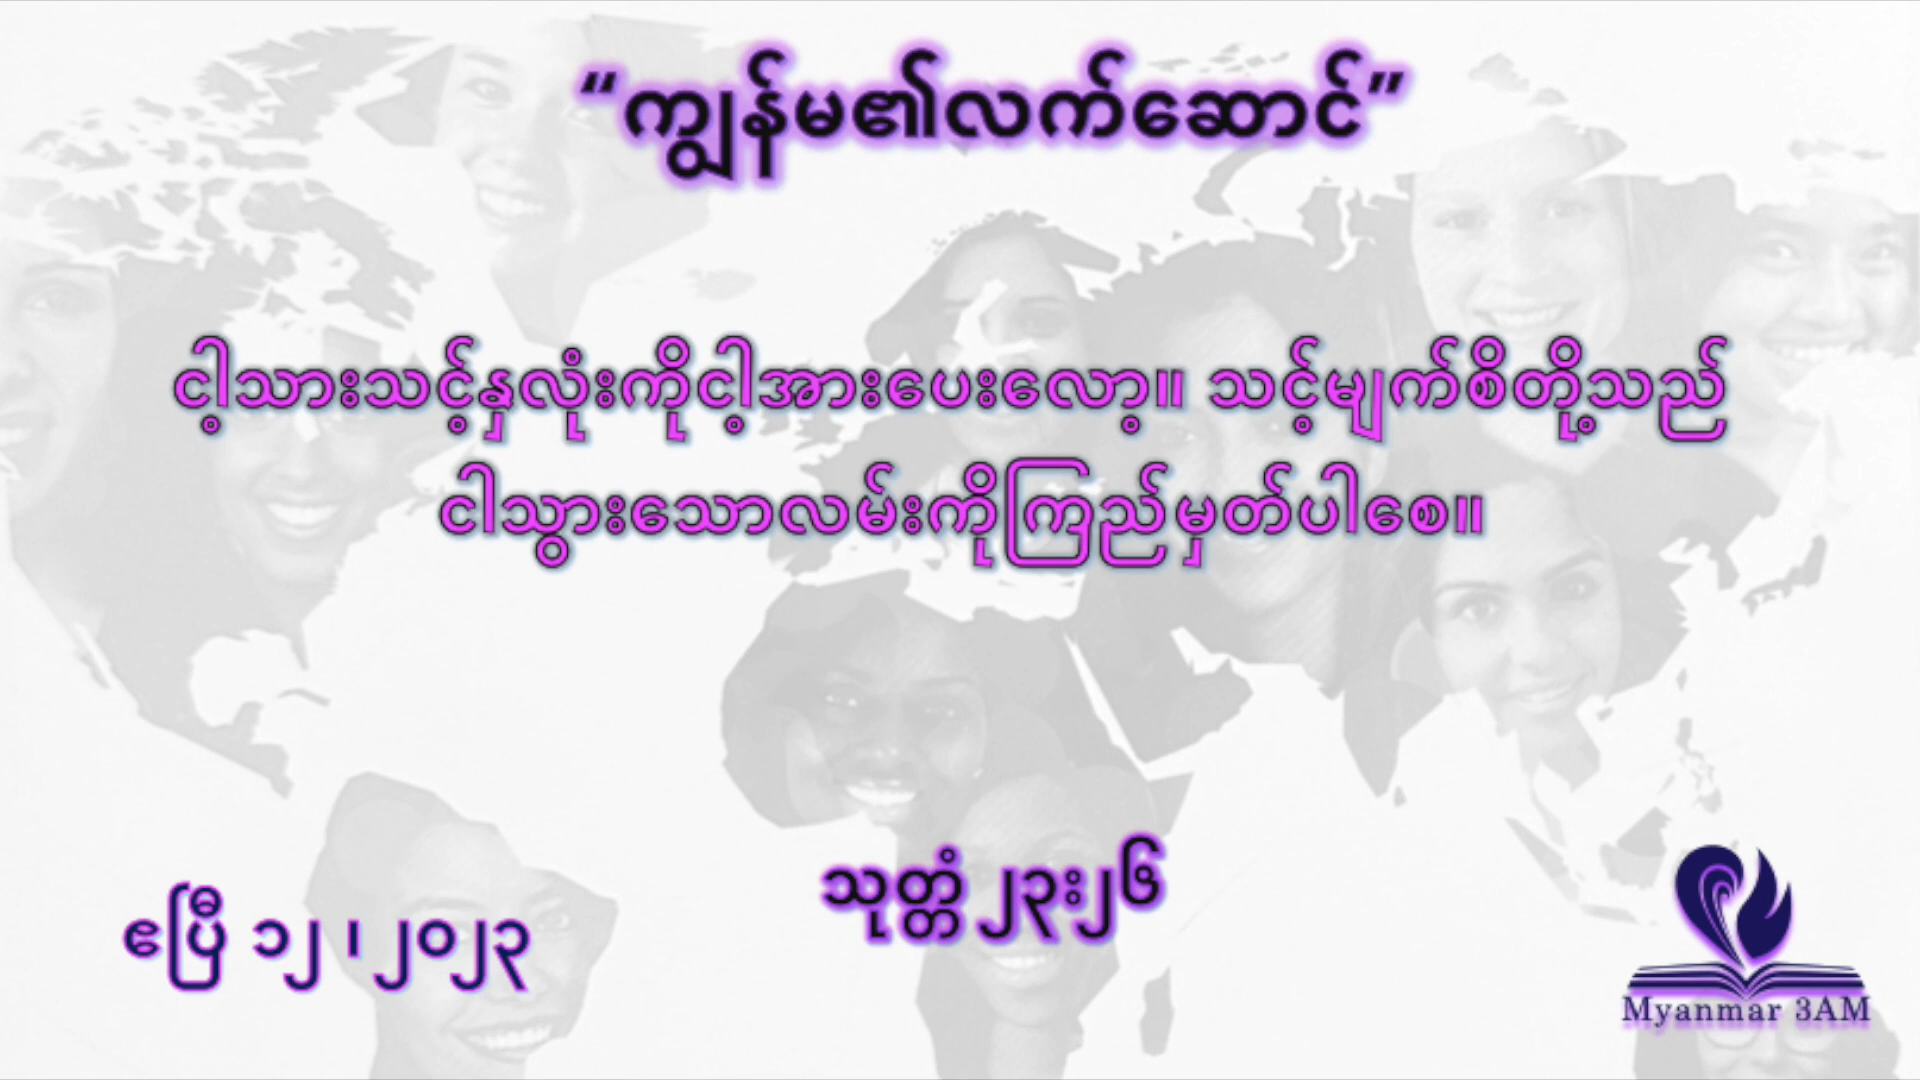 “ကျွန်မ၏လက်ဆောင်”
ငါ့သားသင့်နှလုံးကိုငါ့အားပေးလော့။ သင့်မျက်စိတို့သည်
ငါသွားသောလမ်းကိုကြည့်မှတ်ပါစေ။
သုတ္တံ ၂၃း၂၆
ဧပြီ ၁၂ ၊ ၂၀၂၃
Myanmar 3AM